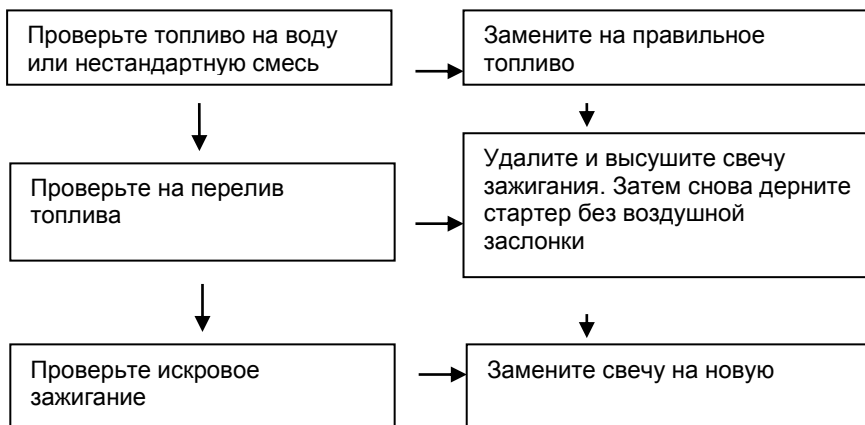 Проверьте топливо на воду
или нестандартную смесь
Замените на правильное
топливо
Проверьте на перелив
топлива
Удалите и высушите свечу
зажигания. Затем снова дерните
стартер без воздушной
заслонки
Проверьте искровое
зажигание
Замените свечу на новую